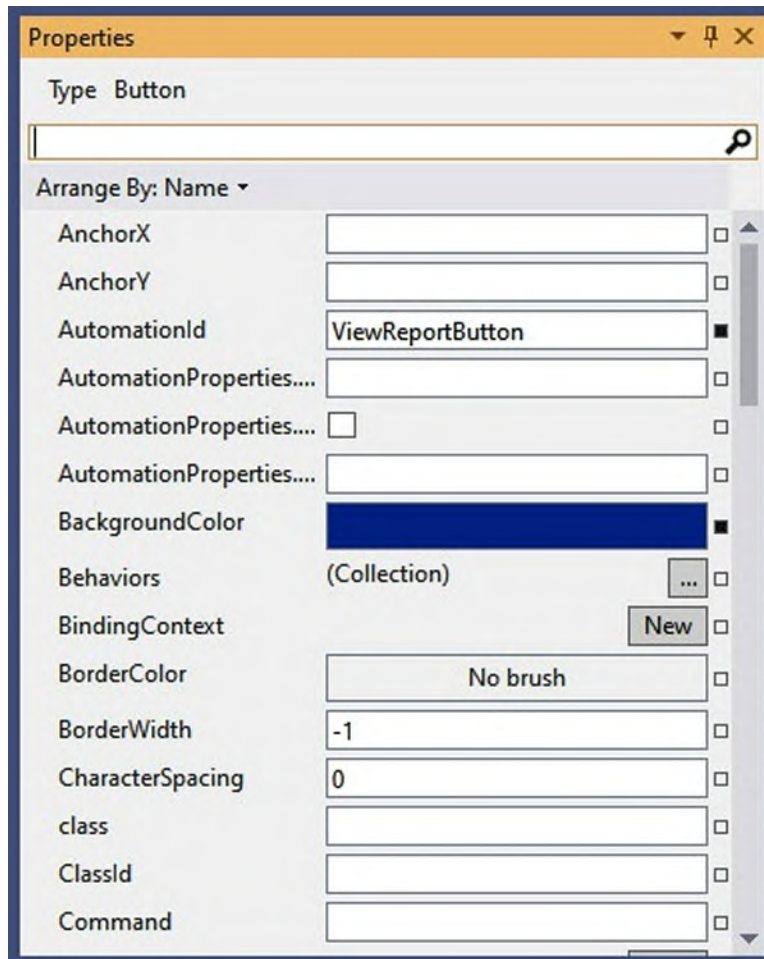 Properties
Type Button
Arrange By: Name
AnchorX
AnchorY
AutomationId ViewReportButton
AutomationProperties....
AutomationProperties....
AutomationProperties....
BackgroundColor
Behaviors (Collection) ...
BindingContext New
BorderColor No brush
BorderWidth -1
CharacterSpacing 0
class
ClassId
Command